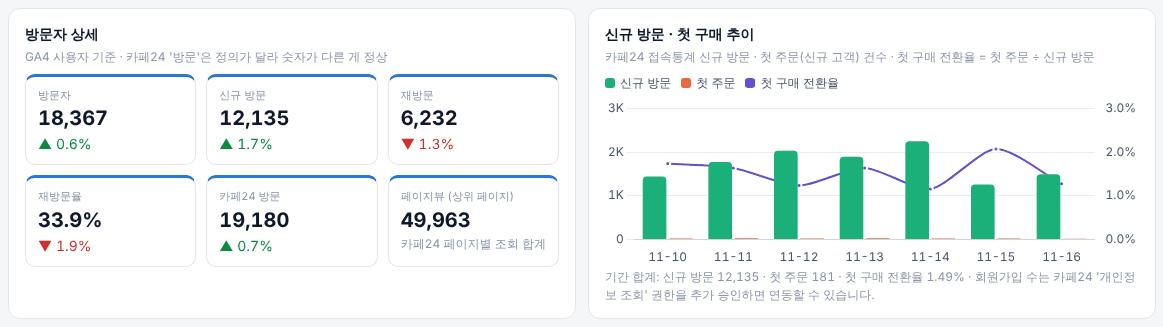 방문자 상세
GA4 사용자 기준 · 카페24 '방문'은 정의가 달라 숫자가 다른 게 정상
방문자
18,367
▲ 0.6%
신규 방문
12,135
▲ 1.7%
재방문
6,232
▼ 1.3%
재방문율
33.9%
▼ 1.9%
카페24 방문
19,180
▲ 0.7%
페이지뷰 (상위 페이지)
49,963
카페24 페이지별 조회 합계
신규 방문 · 첫 구매 추이
카페24 접속통계 신규 방문 · 첫 주문(신규 고객) 건수 · 첫 구매 전환율 = 첫 주문 ÷ 신규 방문
신규 방문 첫 주문 첫 구매 전환율
3K 3.0%
2K 2.0%
1K 1.0%
0 0.0%
11-10 11-11 11-12 11-13 11-14 11-15 11-16
기간 합계: 신규 방문 12,135 · 첫 주문 181 · 첫 구매 전환율 1.49% · 회원가입 수는 카페24 '개인정
보 조회' 권한을 추가 승인하면 연동할 수 있습니다.